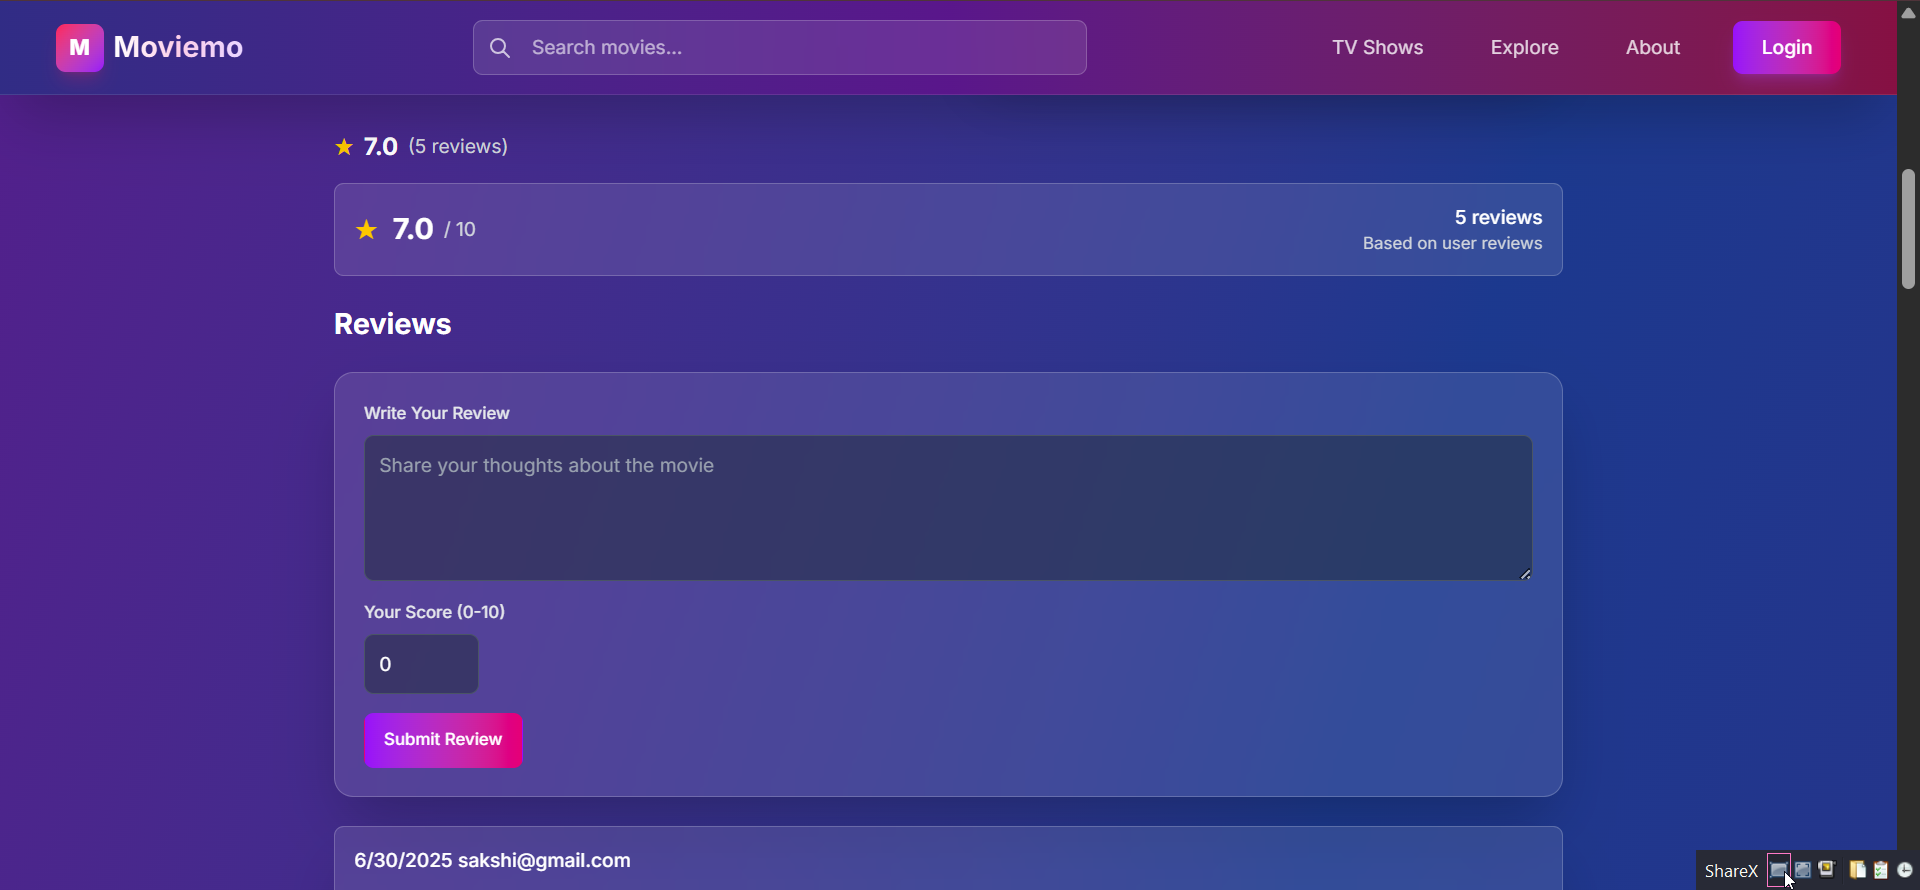 M Moviemo
Search movies...
TV Shows
Explore
About
Login
7.0 (5 reviews)
7.0 / 10
5 reviews
Based on user reviews
Reviews
Write Your Review
Share your thoughts about the movie
Your Score (0-10)
0
Submit Review
6/30/2025 sakshi@gmail.com
ShareX